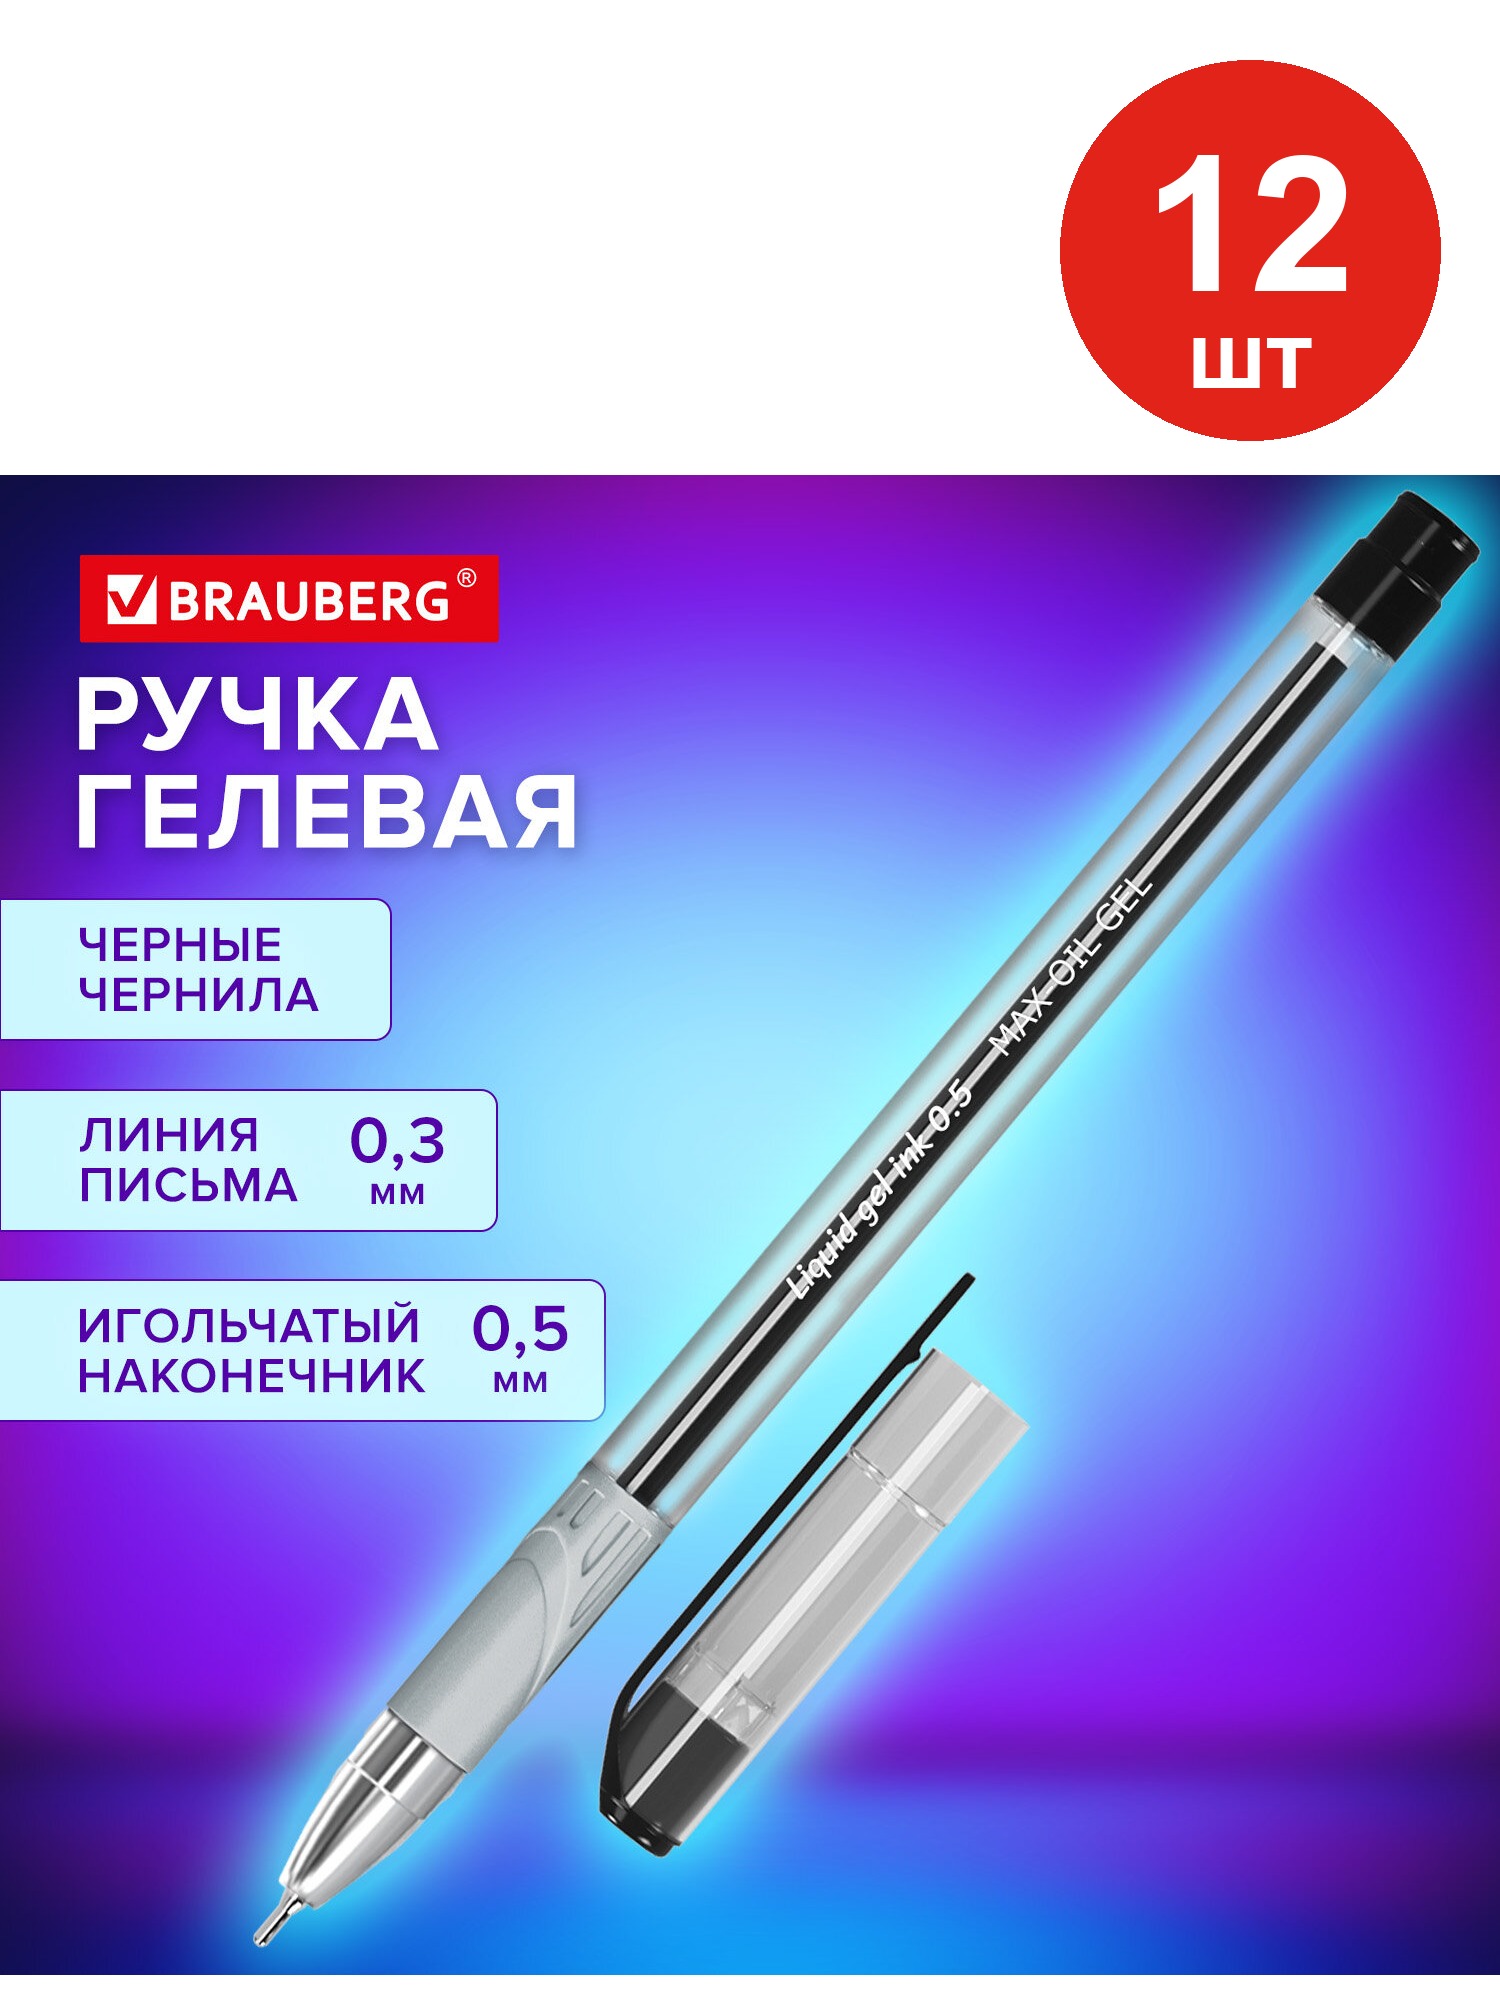 12
шт
BRAUBERG®
РУЧКА
ГЕЛЕВАЯ
ЧЕРНЫЕ
ЧЕРНИЛА
ЛИНИЯ
ПИСЬМА
0,3
мм
ИГОЛЬЧАТЫЙ
НАКОНЕЧНИК
0,5
мм
Liquid gel ink 0.5 MAX-OIL GEL